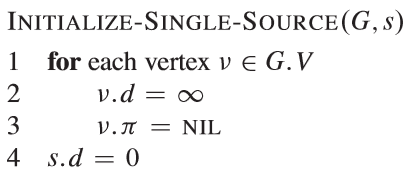 INITIALIZE-SINGLE-SOURCE(G, s)
1 for each vertex v ∈ G.V
2 v.d = ∞
3 v.π = NIL
4 s.d = 0